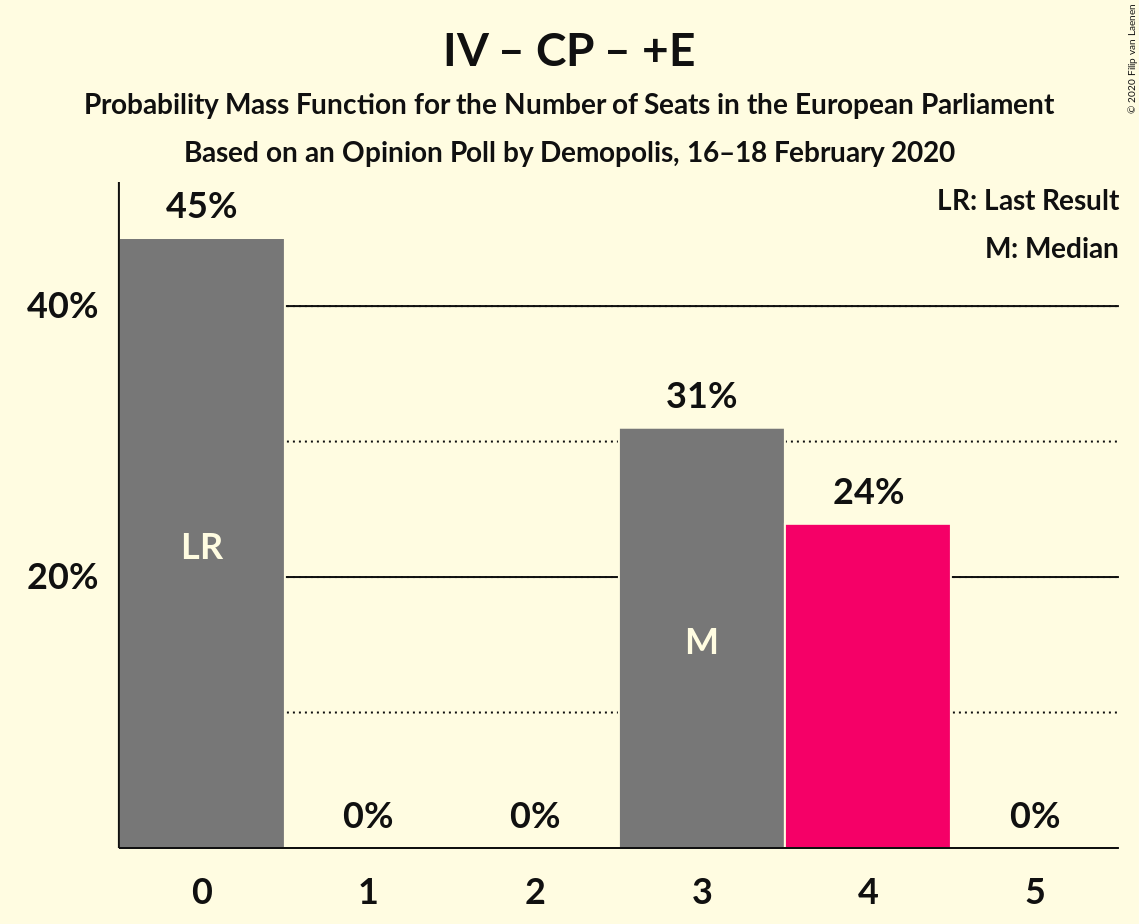 IV – CP – +E
Probability Mass Function for the Number of Seats in the European Parliament
Based on an Opinion Poll by Demopolis, 16–18 February 2020
© 2020 Filip van Laenen
LR: Last Result
M: Median
45%
40%
31%
24%
LR
20%
M
0%
0%
0%
0
1
2
3
4
5